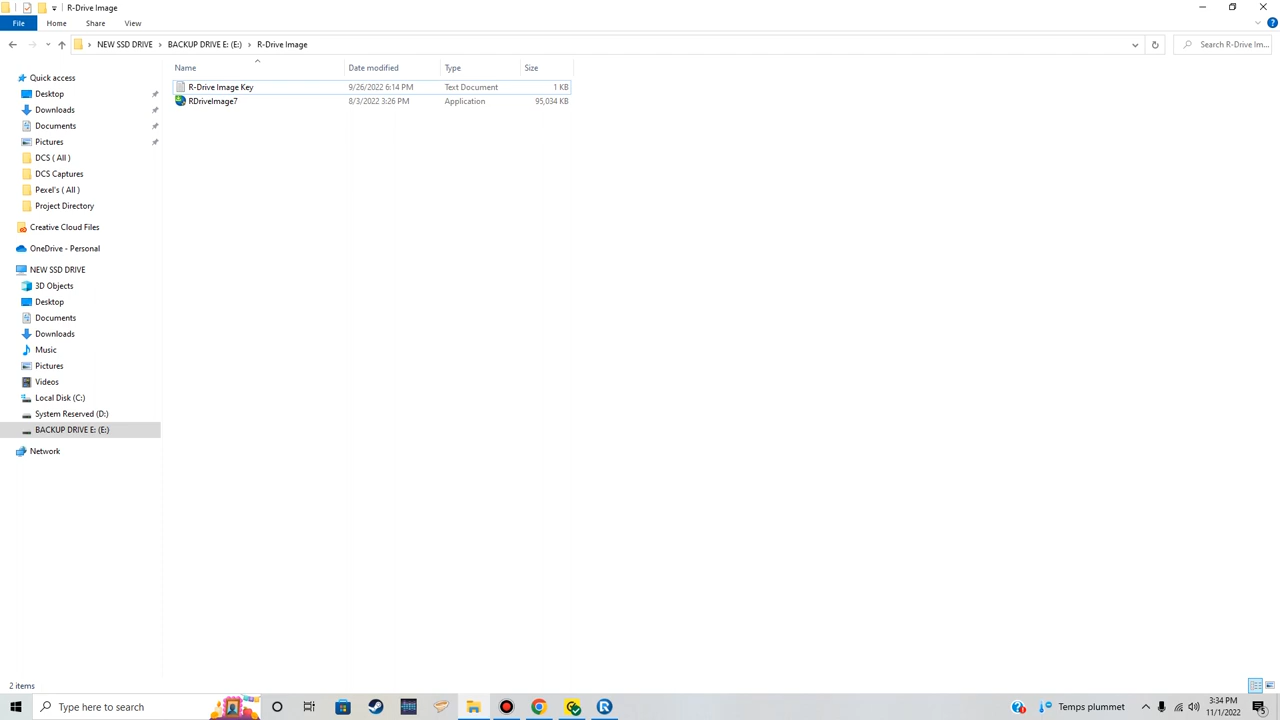 R-Drive Image
File Home Share View
NEW SSD DRIVE > BACKUP DRIVE E: (E:) > R-Drive Image
Search R-Drive Im...
Name Date modified Type Size
R-Drive Image Key 9/26/2022 6:14 PM Text Document 1 KB
RDriveImage7 8/3/2022 3:26 PM Application 95,034 KB
Quick access
Desktop
Downloads
Documents
Pictures
DCS ( All )
DCS Captures
Pexel's ( All )
Project Directory
Creative Cloud Files
OneDrive - Personal
NEW SSD DRIVE
3D Objects
Desktop
Documents
Downloads
Music
Pictures
Videos
Local Disk (C:)
System Reserved (D:)
BACKUP DRIVE E: (E:)
Network
2 items
Type here to search
Temps plummet
3:34 PM
11/1/2022
5